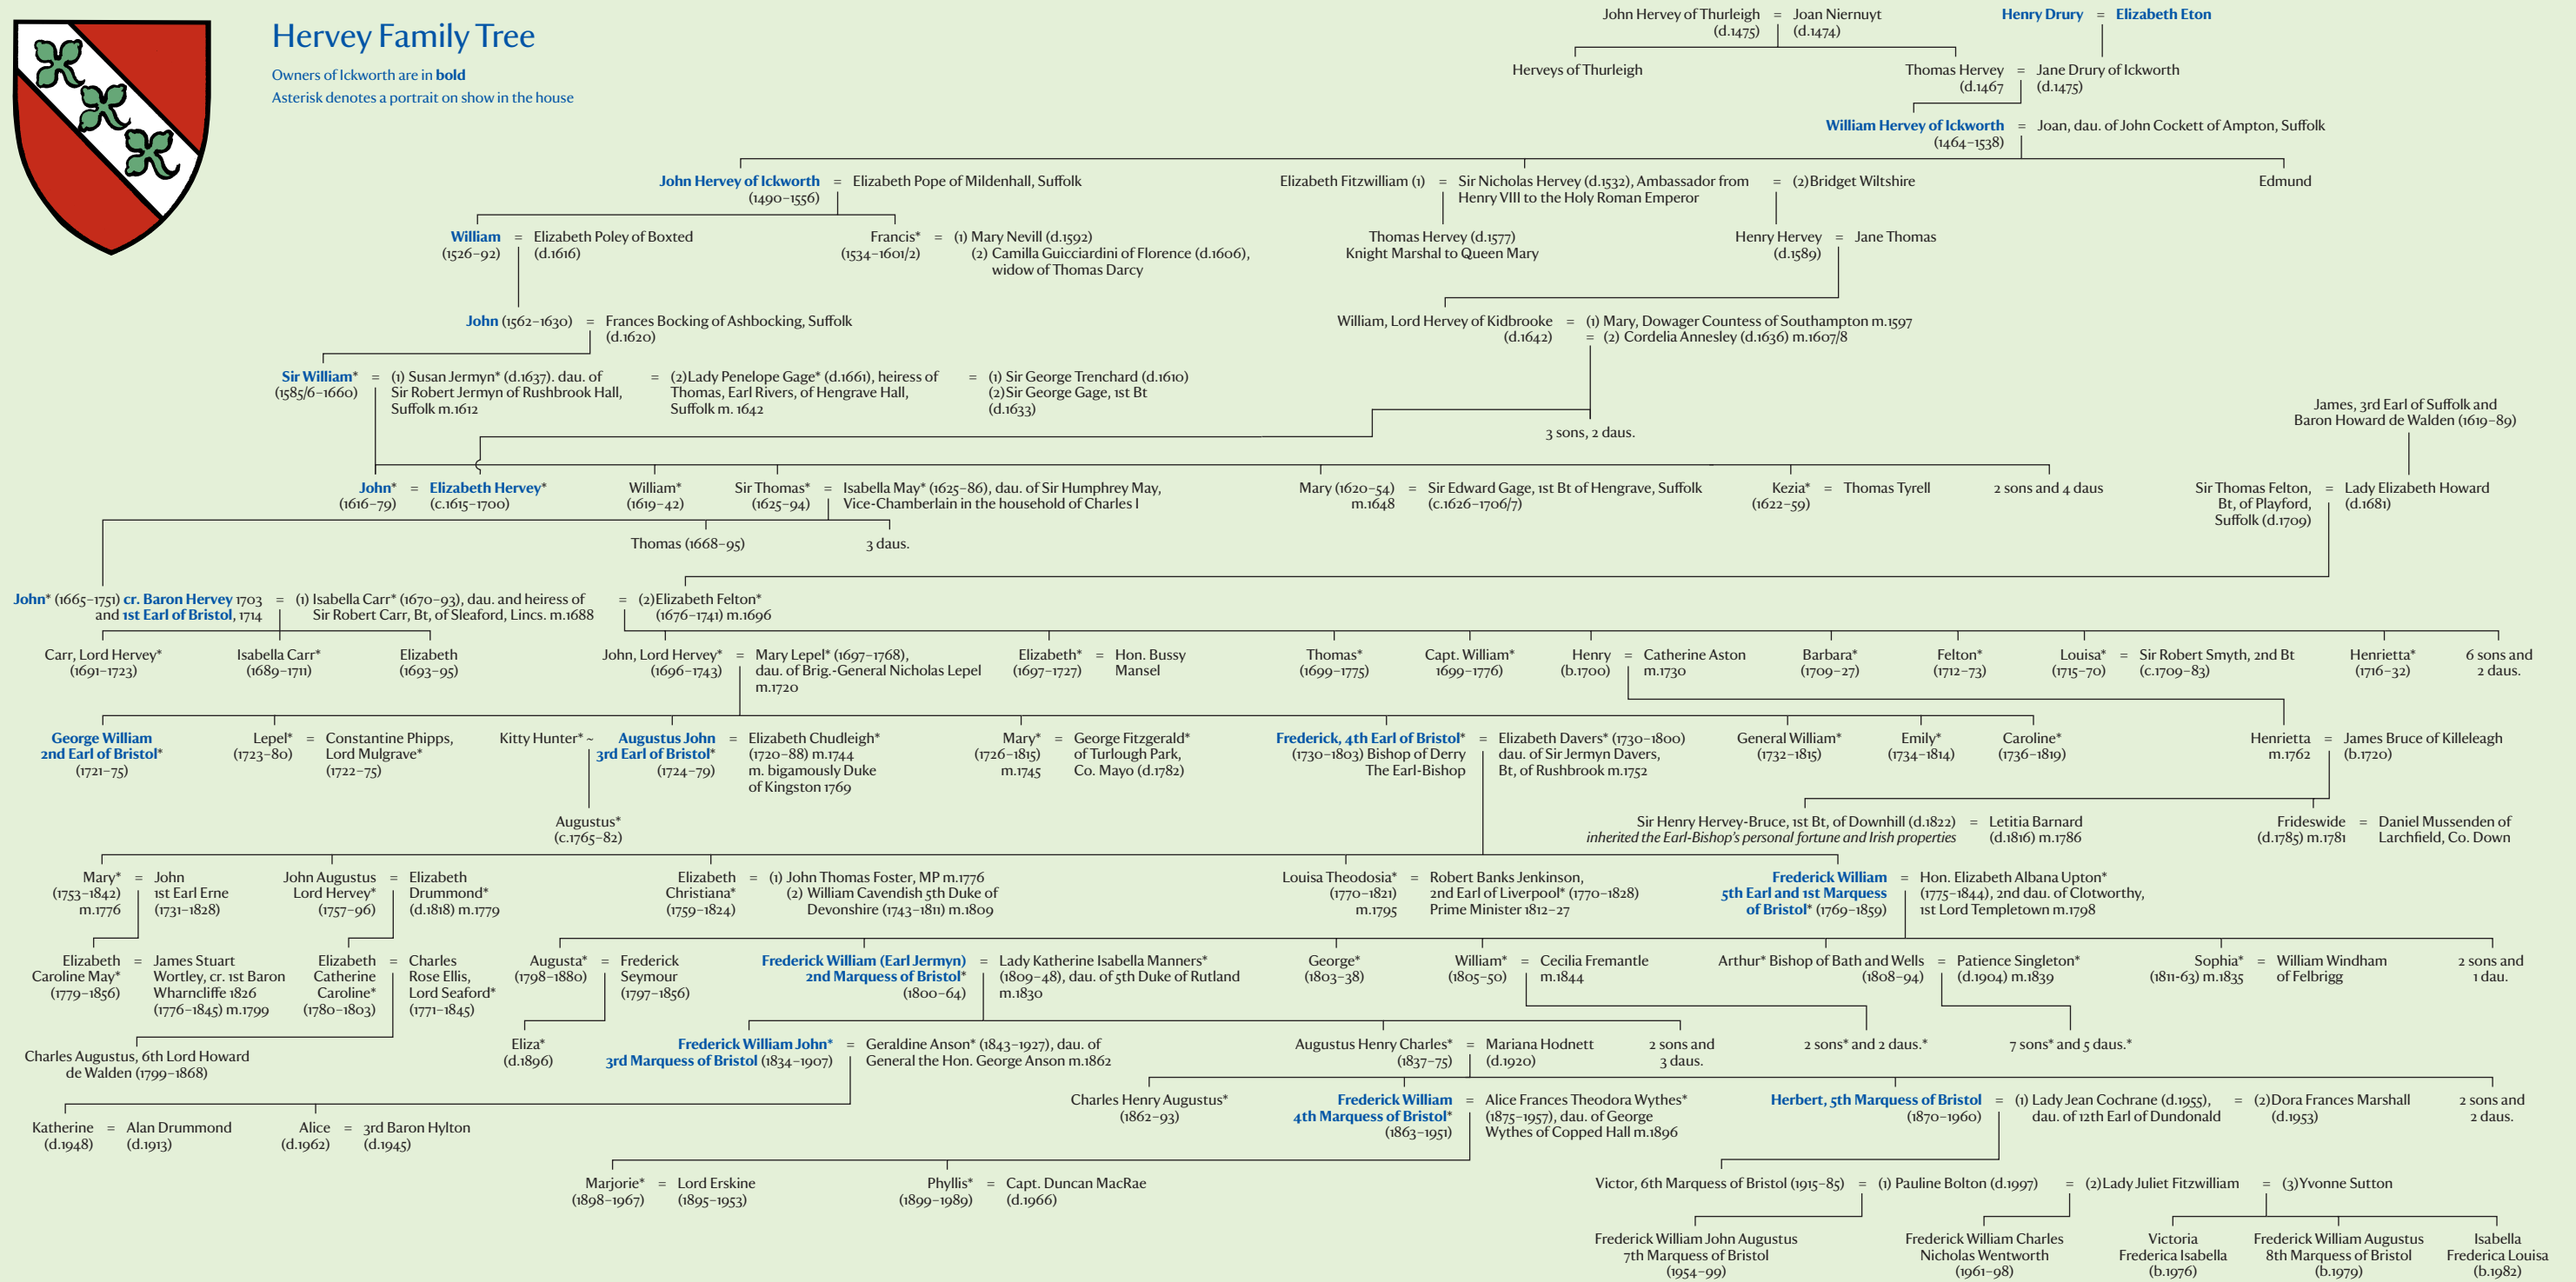 Hervey Family Tree
Owners of Ickworth are in bold
Asterisk denotes a portrait on show in the house
John Hervey of Thurleigh = Joan Niernuyt
(d.1475) (d.1474)
Henry Drury = Elizabeth Eton
Herveys of Thurleigh
Thomas Hervey = Jane Drury of Ickworth
(d.1467 (d.1475)
William Hervey of Ickworth = Joan, dau. of John Cockett of Ampton, Suffolk
(1464–1538)
John Hervey of Ickworth = Elizabeth Pope of Mildenhall, Suffolk
(1490–1556)
Elizabeth Fitzwilliam (1) = Sir Nicholas Hervey (d.1532), Ambassador from = (2)Bridget Wiltshire
Henry VIII to the Holy Roman Emperor
Edmund
William = Elizabeth Poley of Boxted
(1526–92) (d.1616)
Francis* = (1) Mary Nevill (d.1592)
(1534–1601/2) (2) Camilla Guicciardini of Florence (d.1606),
widow of Thomas Darcy
Thomas Hervey (d.1577)
Knight Marshal to Queen Mary
Henry Hervey = Jane Thomas
(d.1589)
John (1562–1630) = Frances Bocking of Ashbocking, Suffolk
(d.1620)
William, Lord Hervey of Kidbrooke = (1) Mary, Dowager Countess of Southampton m.1597
(d.1642) = (2) Cordelia Annesley (d.1636) m.1607/8
Sir William* = (1) Susan Jermyn* (d.1637). dau. of = (2)Lady Penelope Gage* (d.1661), heiress of = (1) Sir George Trenchard (d.1610)
(1585/6–1660) Sir Robert Jermyn of Rushbrook Hall, Thomas, Earl Rivers, of Hengrave Hall, (2)Sir George Gage, 1st Bt
Suffolk m.1612 Suffolk m. 1642 (d.1633)
3 sons, 2 daus.
James, 3rd Earl of Suffolk and
Baron Howard de Walden (1619–89)
John* = Elizabeth Hervey*
(1616–79) (c.1615–1700)
William*
(1619–42)
Sir Thomas* = Isabella May* (1625–86), dau. of Sir Humphrey May,
(1625–94) Vice-Chamberlain in the household of Charles I
Mary (1620–54) = Sir Edward Gage, 1st Bt of Hengrave, Suffolk
m.1648 (c.1626–1706/7)
Kezia* = Thomas Tyrell
(1622–59)
2 sons and 4 daus
Sir Thomas Felton, = Lady Elizabeth Howard
Bt, of Playford, (d.1681)
Suffolk (d.1709)
Thomas (1668–95)
3 daus.
John* (1665–1751) cr. Baron Hervey 1703 = (1) Isabella Carr* (1670–93), dau. and heiress of = (2)Elizabeth Felton*
and 1st Earl of Bristol, 1714 Sir Robert Carr, Bt, of Sleaford, Lincs. m.1688 (1676–1741) m.1696
Carr, Lord Hervey*
(1691–1723)
Isabella Carr*
(1689–1711)
Elizabeth
(1693–95)
John, Lord Hervey* = Mary Lepel* (1697–1768),
(1696–1743) dau. of Brig.-General Nicholas Lepel
m.1720
Elizabeth* = Hon. Bussy
(1697–1727) Mansel
Thomas*
(1699–1775)
Capt. William*
1699–1776)
Henry = Catherine Aston
(b.1700) m.1730
Barbara*
(1709–27)
Felton*
(1712–73)
Louisa* = Sir Robert Smyth, 2nd Bt
(1715–70) (c.1709–83)
Henrietta*
(1716–32)
6 sons and
2 daus.
George William
2nd Earl of Bristol*
(1721–75)
Lepel* = Constantine Phipps,
(1723–80) Lord Mulgrave*
(1722–75)
Kitty Hunter* ~ Augustus John = Elizabeth Chudleigh*
3rd Earl of Bristol* (1720–88) m.1744
(1724–79) m. bigamously Duke
of Kingston 1769
Mary* = George Fitzgerald*
(1726–1815) of Turlough Park,
m.1745 Co. Mayo (d.1782)
Frederick, 4th Earl of Bristol* = Elizabeth Davers* (1730–1800)
(1730–1803) Bishop of Derry dau. of Sir Jermyn Davers,
The Earl-Bishop Bt, of Rushbrook m.1752
General William*
(1732–1815)
Emily*
(1734–1814)
Caroline*
(1736–1819)
Henrietta = James Bruce of Killeleagh
m.1762 (b.1720)
Augustus*
(c.1765–82)
Sir Henry Hervey-Bruce, 1st Bt, of Downhill (d.1822) = Letitia Barnard
inherited the Earl-Bishop's personal fortune and Irish properties (d.1816) m.1786
Frideswide = Daniel Mussenden of
(d.1785) m.1781 Larchfield, Co. Down
Mary* = John
(1753–1842) 1st Earl Erne
m.1776 (1731–1828)
John Augustus = Elizabeth
Lord Hervey* Drummond*
(1757–96) (d.1818) m.1779
Elizabeth = (1) John Thomas Foster, MP m.1776
Christiana* (2) William Cavendish 5th Duke of
(1759–1824) Devonshire (1743–1811) m.1809
Louisa Theodosia* = Robert Banks Jenkinson,
(1770–1821) 2nd Earl of Liverpool* (1770–1828)
m.1795 Prime Minister 1812–27
Frederick William = Hon. Elizabeth Albana Upton*
5th Earl and 1st Marquess (1775–1844), 2nd dau. of Clotworthy,
of Bristol* (1769–1859) 1st Lord Templetown m.1798
Elizabeth = James Stuart
Caroline May* Wortley, cr. 1st Baron
(1779–1856) Wharncliffe 1826
(1776–1845) m.1799
Elizabeth = Charles
Catherine Rose Ellis,
Caroline* Lord Seaford*
(1780–1803) (1771–1845)
Augusta* = Frederick
(1798–1880) Seymour
(1797–1856)
Frederick William (Earl Jermyn) = Lady Katherine Isabella Manners*
2nd Marquess of Bristol* (1809–48), dau. of 5th Duke of Rutland
(1800–64) m.1830
George*
(1803–38)
William* = Cecilia Fremantle
(1805–50) m.1844
Arthur* Bishop of Bath and Wells = Patience Singleton*
(1808–94) (d.1904) m.1839
Sophia* = William Windham
(1811-63) m.1835 of Felbrigg
2 sons and
1 dau.
Charles Augustus, 6th Lord Howard
de Walden (1799–1868)
Eliza*
(d.1896)
Frederick William John* = Geraldine Anson* (1843–1927), dau. of
3rd Marquess of Bristol (1834–1907) General the Hon. George Anson m.1862
Augustus Henry Charles* = Mariana Hodnett
(1837–75) (d.1920)
2 sons and
3 daus.
2 sons* and 2 daus.*
7 sons* and 5 daus.*
Charles Henry Augustus*
(1862–93)
Frederick William = Alice Frances Theodora Wythes*
4th Marquess of Bristol* (1875–1957), dau. of George
(1863–1951) Wythes of Copped Hall m.1896
Herbert, 5th Marquess of Bristol = (1) Lady Jean Cochrane (d.1955), = (2)Dora Frances Marshall
(1870–1960) dau. of 12th Earl of Dundonald (d.1953)
2 sons and
2 daus.
Katherine = Alan Drummond
(d.1948) (d.1913)
Alice = 3rd Baron Hylton
(d.1962) (d.1945)
Marjorie* = Lord Erskine
(1898–1967) (1895–1953)
Phyllis* = Capt. Duncan MacRae
(1899–1989) (d.1966)
Victor, 6th Marquess of Bristol (1915–85) = (1) Pauline Bolton (d.1997) = (2)Lady Juliet Fitzwilliam = (3)Yvonne Sutton
Frederick William John Augustus
7th Marquess of Bristol
(1954–99)
Frederick William Charles
Nicholas Wentworth
(1961–98)
Victoria
Frederica Isabella
(b.1976)
Frederick William Augustus
8th Marquess of Bristol
(b.1979)
Isabella
Frederica Louisa
(b.1982)